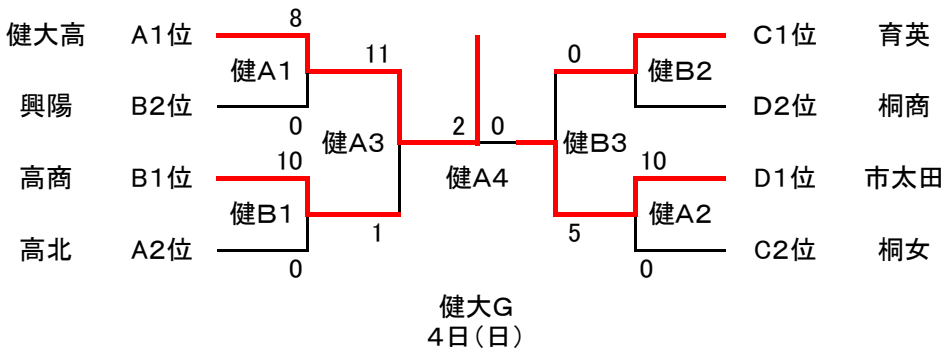 8
健大高 A1位 C1位 育英
11 0
健A1 健B2
興陽 B2位 D2位 桐商
0 2 0
健A3 健B3
10 10
高商 B1位 健A4 D1位 市太田
健B1 健A2
1 5
高北 A2位 C2位 桐女
0 0
健大G
4日(日)